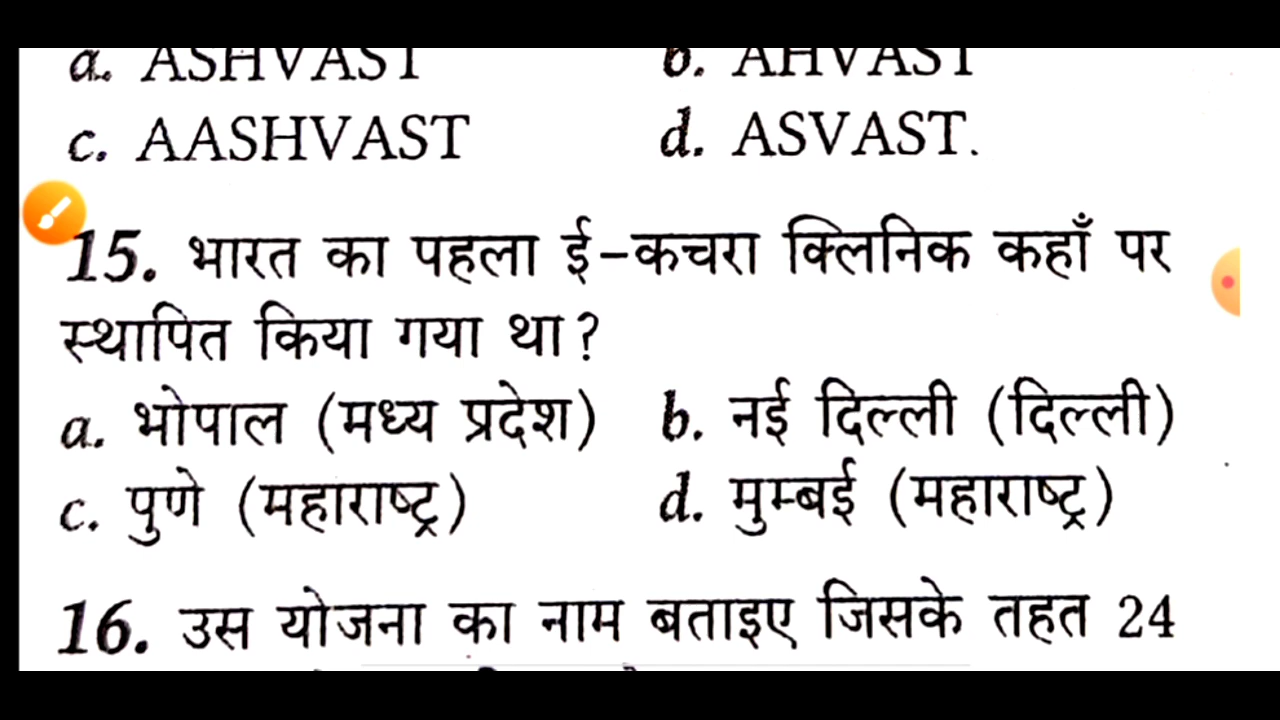 a. ASHVAST b. AHVAST
c. AASHVAST d. ASVAST.
15. भारत का पहला ई-कचरा क्लिनिक कहाँ पर
स्थापित किया गया था?
a. भोपाल (मध्य प्रदेश) b. नई दिल्ली (दिल्ली)
c. पुणे (महाराष्ट्र) d. मुम्बई (महाराष्ट्र)
16. उस योजना का नाम बताइए जिसके तहत 24